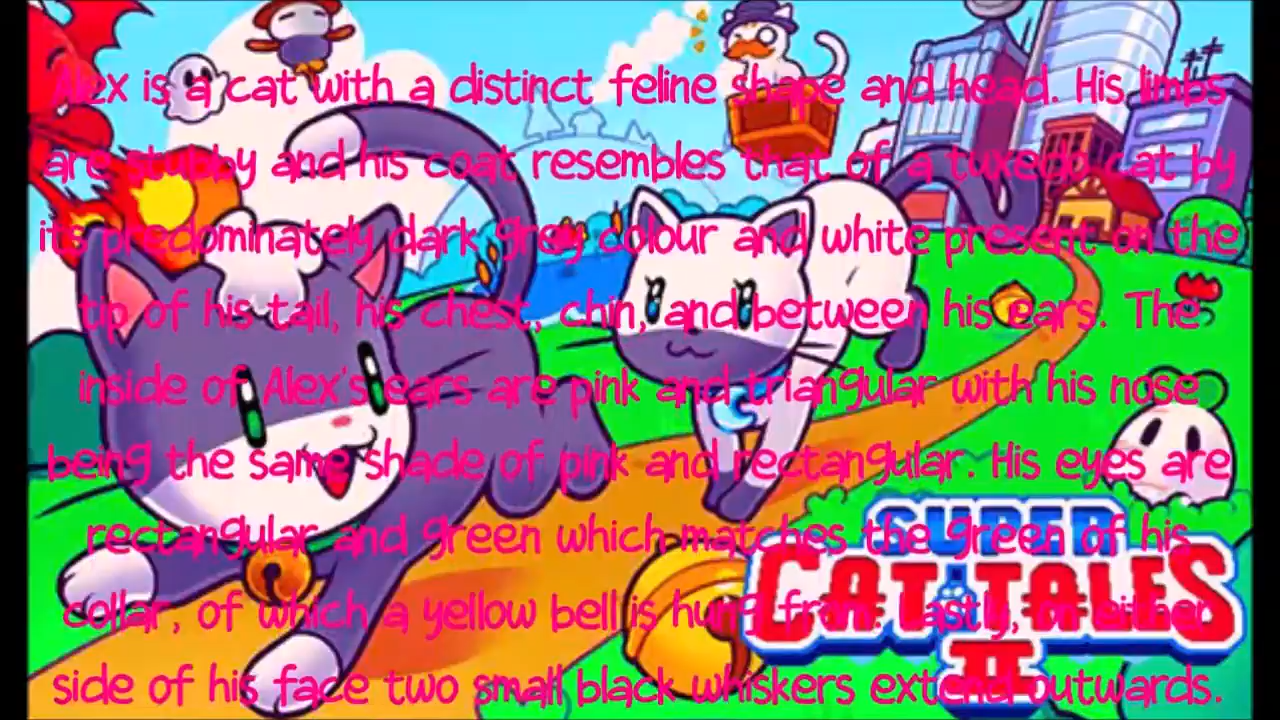 Alex is a cat with a distinct feline shape and head. His limbs
are stubby and his coat resembles that of a tuxedo cat by
its predominately dark grey colour and white present on the
tip of his tail, his chest, chin, and between his ears. The
inside of Alex's ears are pink and triangular with his nose
being the same shade of pink and rectangular. His eyes are
rectangular and green which matches the green of his
collar, of which a yellow bell is hung from. Lastly, on either
side of his face two small black whiskers extend outwards.
SUPER
CAT TALES
II